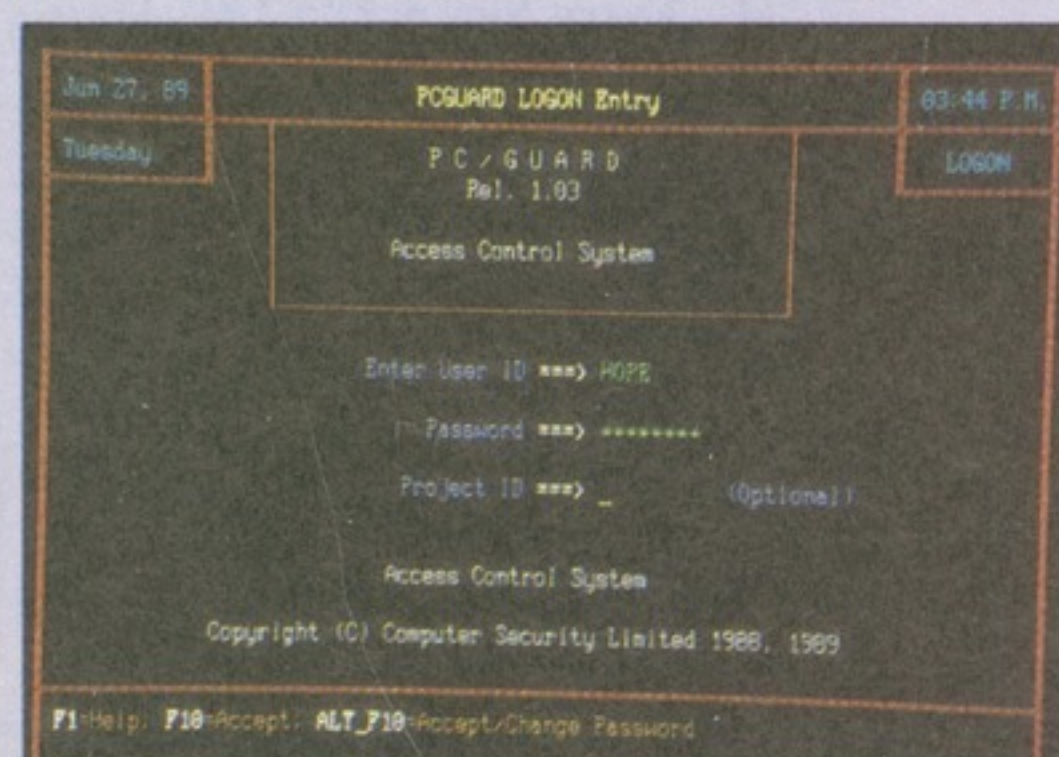 Jun 27, 89
PCGUARD LOGON Entry
03:44 P.M.
Tuesday
PC/GUARD
LOGON
Rel. 1.03
Access Control System
Enter User ID ===> HOPE
Password ===> ********
Project ID ===> _ (Optional)
Access Control System
Copyright (C) Computer Security Limited 1988, 1989
F1=Help; F10=Accept; ALT_F10=Accept/Change Password